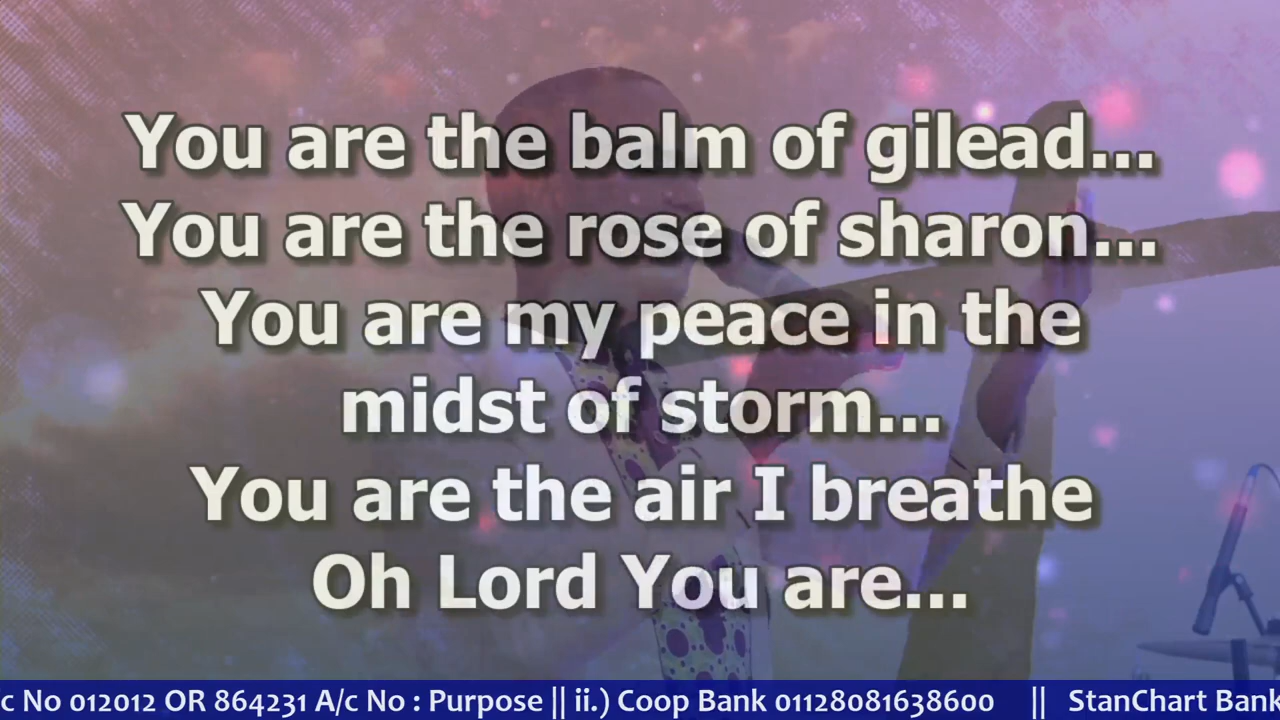 You are the balm of gilead...
You are the rose of sharon...
You are my peace in the
midst of storm...
You are the air I breathe
Oh Lord You are...
c No 012012 OR 864231 A/c No : Purpose || ii.) Coop Bank 01128081638600 || StanChart Bank